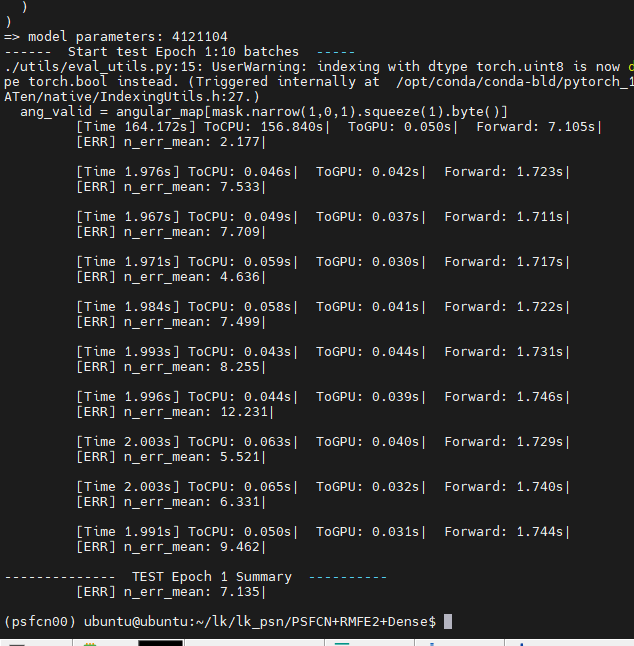 )
)
=> model parameters: 4121104
------  Start test Epoch 1:10 batches  -----
./utils/eval_utils.py:15: UserWarning: indexing with dtype torch.uint8 is now d
pe torch.bool instead. (Triggered internally at  /opt/conda/conda-bld/pytorch_1
ATen/native/IndexingUtils.h:27.)
ang_valid = angular_map[mask.narrow(1,0,1).squeeze(1).byte()]
[Time 164.172s] ToCPU: 156.840s|  ToGPU: 0.050s|  Forward: 7.105s|
[ERR] n_err_mean: 2.177|
[Time 1.976s] ToCPU: 0.046s|  ToGPU: 0.042s|  Forward: 1.723s|
[ERR] n_err_mean: 7.533|
[Time 1.967s] ToCPU: 0.049s|  ToGPU: 0.037s|  Forward: 1.711s|
[ERR] n_err_mean: 7.709|
[Time 1.971s] ToCPU: 0.059s|  ToGPU: 0.030s|  Forward: 1.717s|
[ERR] n_err_mean: 4.636|
[Time 1.984s] ToCPU: 0.058s|  ToGPU: 0.041s|  Forward: 1.722s|
[ERR] n_err_mean: 7.499|
[Time 1.993s] ToCPU: 0.043s|  ToGPU: 0.044s|  Forward: 1.731s|
[ERR] n_err_mean: 8.255|
[Time 1.996s] ToCPU: 0.044s|  ToGPU: 0.039s|  Forward: 1.746s|
[ERR] n_err_mean: 12.231|
[Time 2.003s] ToCPU: 0.063s|  ToGPU: 0.040s|  Forward: 1.729s|
[ERR] n_err_mean: 5.521|
[Time 2.003s] ToCPU: 0.065s|  ToGPU: 0.032s|  Forward: 1.740s|
[ERR] n_err_mean: 6.331|
[Time 1.991s] ToCPU: 0.050s|  ToGPU: 0.031s|  Forward: 1.744s|
[ERR] n_err_mean: 9.462|
--------------  TEST Epoch 1 Summary  ----------
[ERR] n_err_mean: 7.135|
(psfcn00) ubuntu@ubuntu:~/lk/lk_psn/PSFCN+RMFE2+Dense$